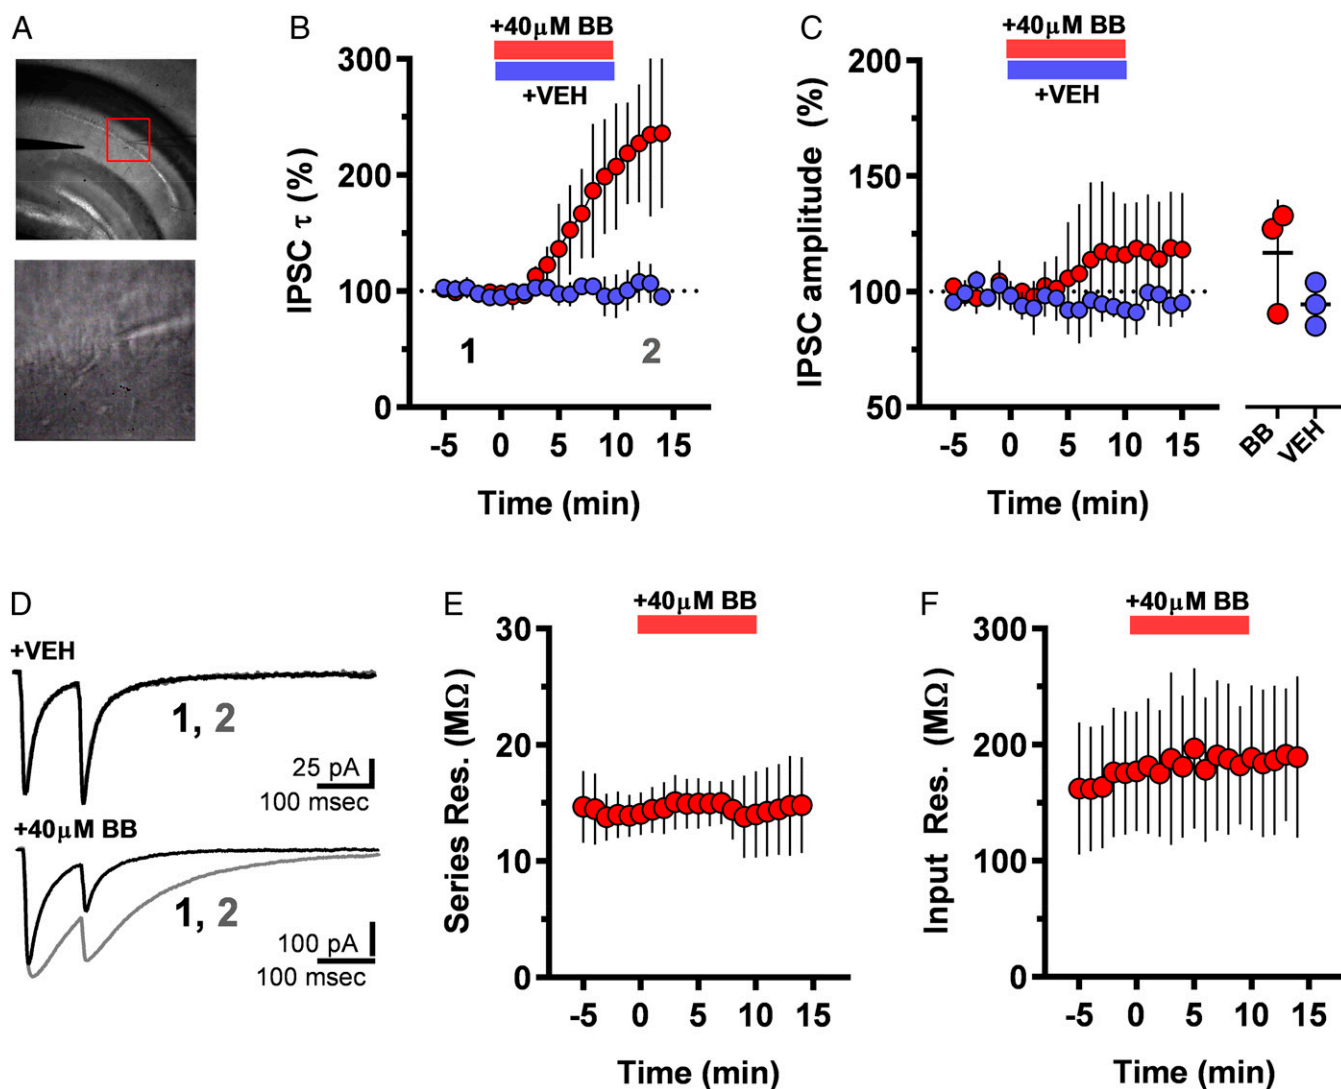 A
B
+40μM BB
+VEH
IPSC τ (%)
300
200
100
0
1
2
-5 0 5 10 15
Time (min)
C
+40μM BB
+VEH
IPSC amplitude (%)
200
150
100
50
-5 0 5 10 15
Time (min)
BB
VEH
D
+VEH
1, 2
25 pA
100 msec
+40μM BB
1, 2
100 pA
100 msec
E
+40μM BB
Series Res. (MΩ)
30
20
10
0
-5 0 5 10 15
Time (min)
F
+40μM BB
Input Res. (MΩ)
300
200
100
0
-5 0 5 10 15
Time (min)